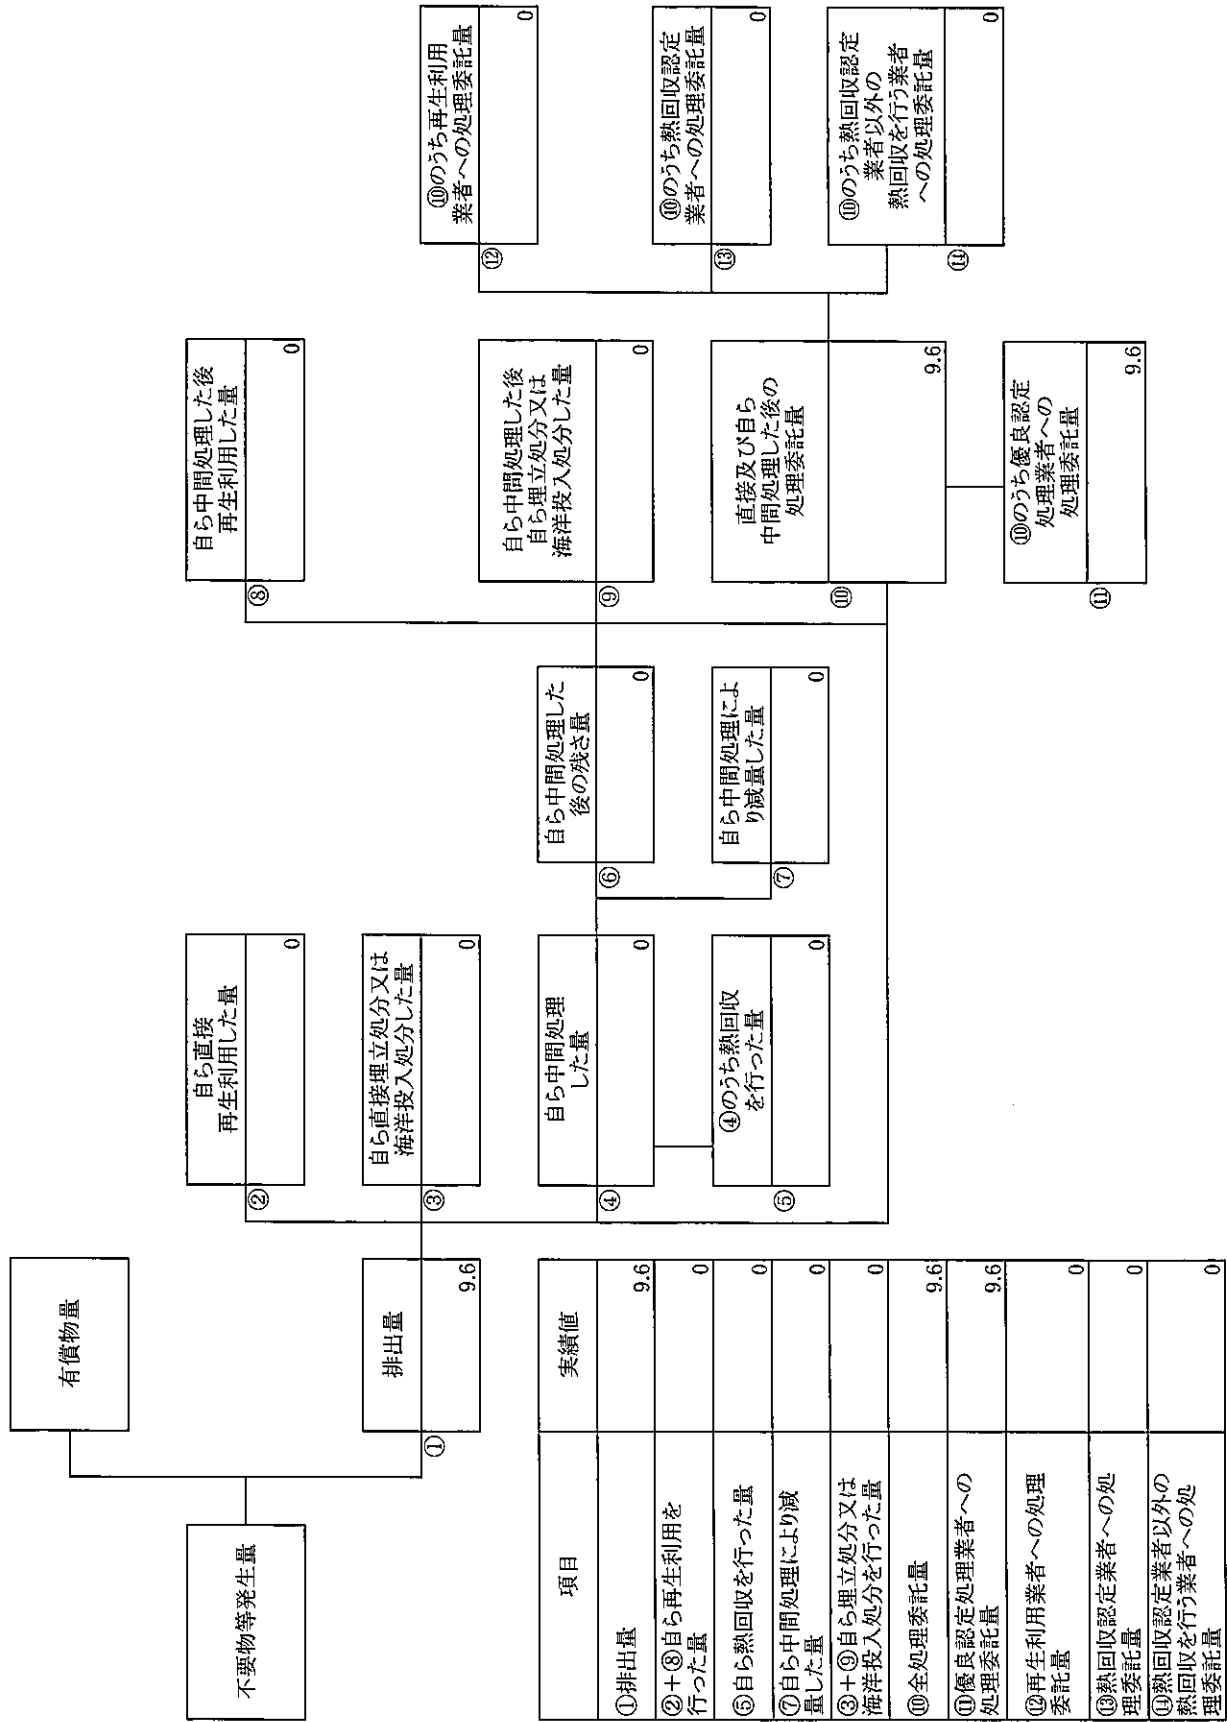 不要物等発生量
有償物量
①
排出量
9.6
②
自ら直接
再生利用した量
0
③
自ら直接埋立処分又は
海洋投入処分した量
0
④
自ら中間処理
した量
0
⑤
④のうち熱回収
を行った量
0
⑥
自ら中間処理した
後の残さ量
0
⑦
自ら中間処理によ
り減量した量
0
⑧
自ら中間処理した後
再生利用した量
0
⑨
自ら中間処理した後
自ら埋立処分又は
海洋投入処分した量
0
⑩
直接及び自ら
中間処理した後の
処理委託量
9.6
⑪
⑩のうち優良認定
処理業者への
処理委託量
9.6
⑫
⑩のうち再生利用
業者への処理委託量
0
⑬
⑩のうち熱回収認定
業者への処理委託量
0
⑭
⑩のうち熱回収認定
業者以外の
熱回収を行う業者
への処理委託量
0
項目
実績値
①排出量
9.6
②+⑧自ら再生利用を
行った量
0
⑤自ら熱回収を行った量
0
⑦自ら中間処理により減
量した量
0
③+⑨自ら埋立処分又は
海洋投入処分を行った量
0
⑩全処理委託量
9.6
⑪優良認定処理業者への
処理委託量
9.6
⑫再生利用業者への処理
委託量
0
⑬熱回収認定業者への処
理委託量
0
⑭熱回収認定業者以外の
熱回収を行う業者への処
理委託量
0